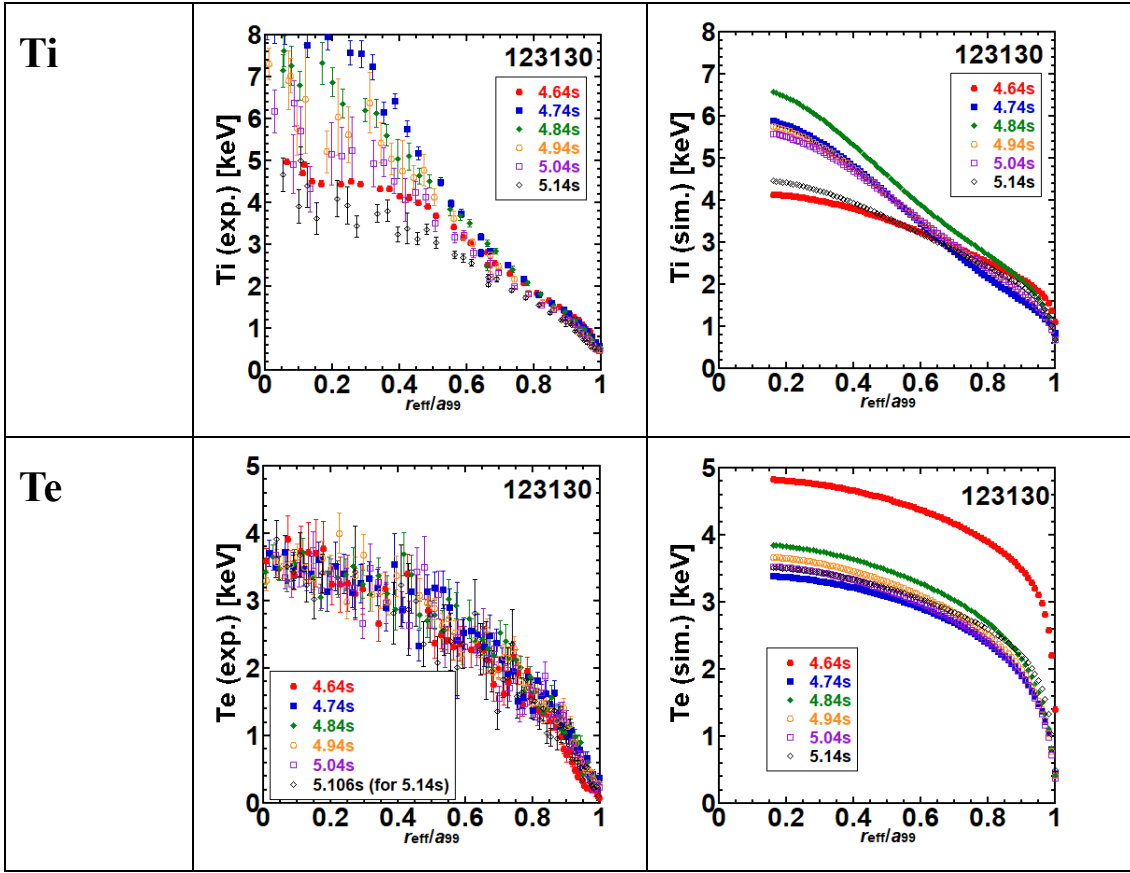 Ti
8
7
6
5
4
3
2
1
0
Ti (exp.) [keV]
123130
4.64s
4.74s
4.84s
4.94s
5.04s
5.14s
0 0.2 0.4 0.6 0.8 1
reff/a99
8
7
6
5
4
3
2
1
0
Ti (sim.) [keV]
123130
4.64s
4.74s
4.84s
4.94s
5.04s
5.14s
0.2 0.4 0.6 0.8 1
reff/a99
Te
5
4
3
2
1
0
Te (exp.) [keV]
123130
4.64s
4.74s
4.84s
4.94s
5.04s
5.106s (for 5.14s)
0 0.2 0.4 0.6 0.8 1
reff/a99
5
4
3
2
1
0
Te (sim.) [keV]
123130
4.64s
4.74s
4.84s
4.94s
5.04s
5.14s
0.2 0.4 0.6 0.8 1
reff/a99